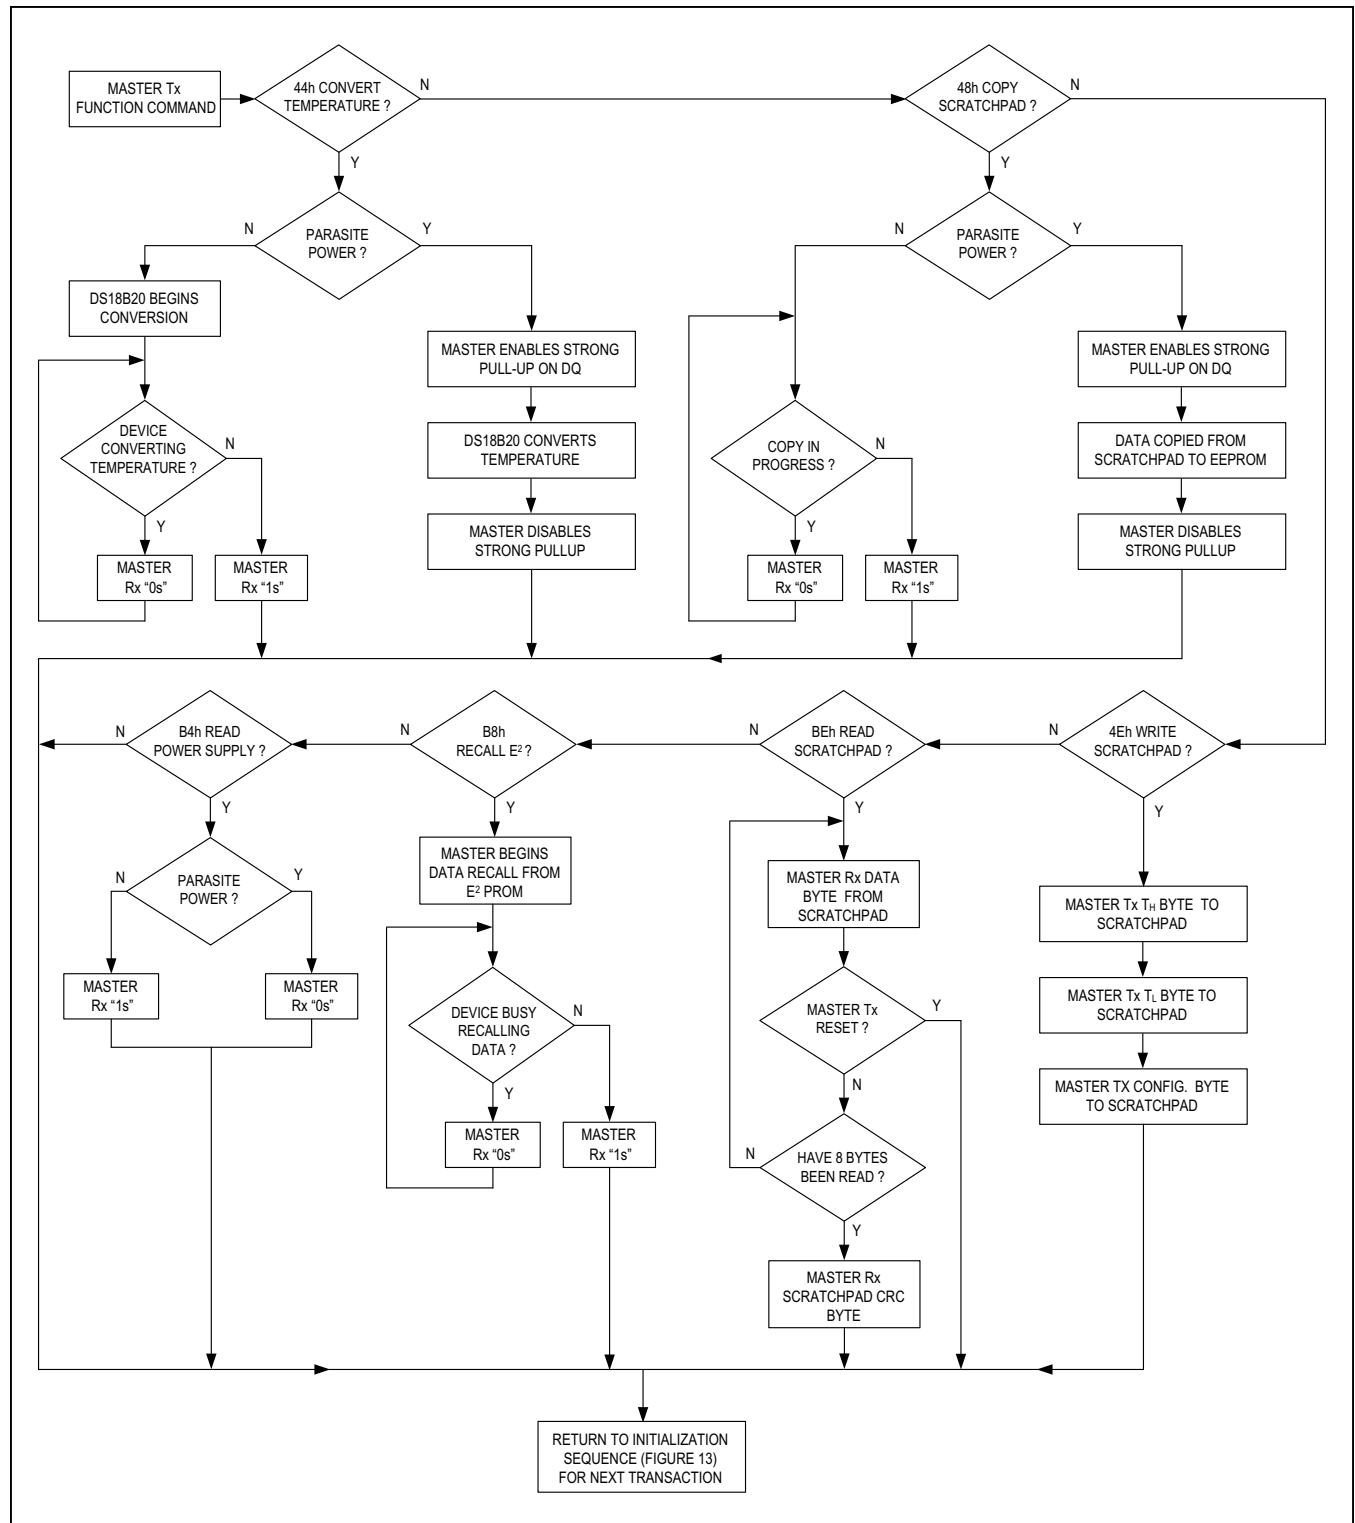 MASTER Tx
FUNCTION COMMAND
44h CONVERT
TEMPERATURE ?
N
Y
48h COPY
SCRATCHPAD ?
N
Y
PARASITE
POWER ?
N
Y
DS18B20 BEGINS
CONVERSION
DEVICE
CONVERTING
TEMPERATURE ?
N
Y
MASTER
Rx “0s”
MASTER
Rx “1s”
MASTER ENABLES STRONG
PULL-UP ON DQ
DS18B20 CONVERTS
TEMPERATURE
MASTER DISABLES
STRONG PULLUP
PARASITE
POWER ?
N
Y
COPY IN
PROGRESS ?
N
Y
MASTER
Rx “0s”
MASTER
Rx “1s”
MASTER ENABLES STRONG
PULL-UP ON DQ
DATA COPIED FROM
SCRATCHPAD TO EEPROM
MASTER DISABLES
STRONG PULLUP
B4h READ
POWER SUPPLY ?
N
Y
PARASITE
POWER ?
N
Y
MASTER
Rx “1s”
MASTER
Rx “0s”
B8h
RECALL E² ?
N
Y
MASTER BEGINS
DATA RECALL FROM
E² PROM
DEVICE BUSY
RECALLING
DATA ?
N
Y
MASTER
Rx “0s”
MASTER
Rx “1s”
BEh READ
SCRATCHPAD ?
N
Y
MASTER Rx DATA
BYTE FROM
SCRATCHPAD
MASTER Tx
RESET ?
Y
N
HAVE 8 BYTES
BEEN READ ?
N
Y
MASTER Rx
SCRATCHPAD CRC
BYTE
4Eh WRITE
SCRATCHPAD ?
N
Y
MASTER Tx TH BYTE TO
SCRATCHPAD
MASTER Tx TL BYTE TO
SCRATCHPAD
MASTER TX CONFIG. BYTE
TO SCRATCHPAD
RETURN TO INITIALIZATION
SEQUENCE (FIGURE 13)
FOR NEXT TRANSACTION